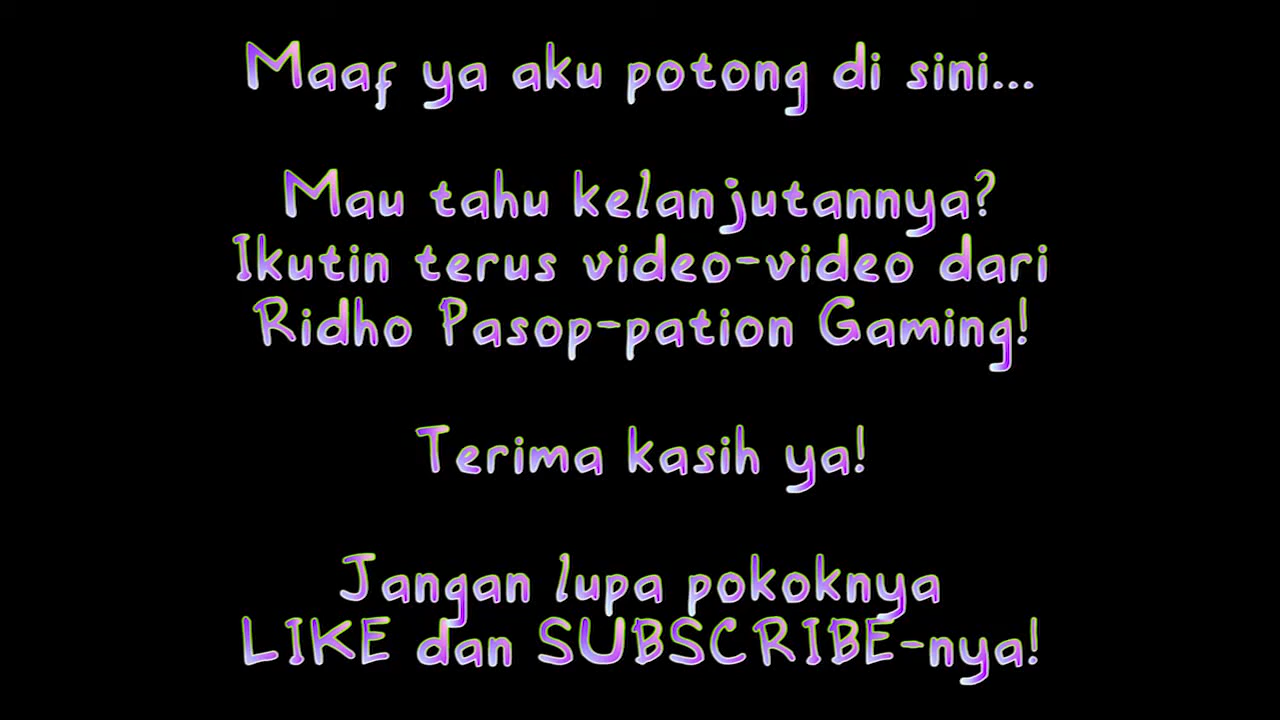 Maaf ya aku potong di sini...
Mau tahu kelanjutannya?
Ikutin terus video-video dari
Ridho Pasop-pation Gaming!
Terima kasih ya!
Jangan lupa pokoknya
LIKE dan SUBSCRIBE-nya!